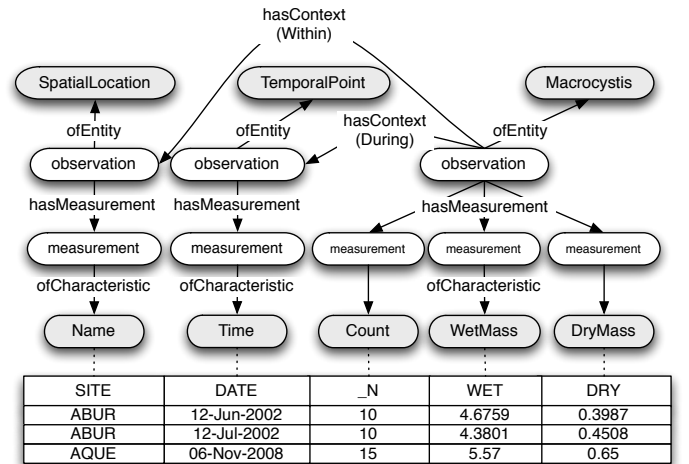 hasContext
(Within)
SpatialLocation
TemporalPoint
Macrocystis
hasContext
(During)
ofEntity
ofEntity
ofEntity
observation
observation
observation
hasMeasurement
hasMeasurement
hasMeasurement
measurement
measurement
measurement
measurement
measurement
ofCharacteristic
ofCharacteristic
ofCharacteristic
Name
Time
Count
WetMass
DryMass
SITE DATE _N WET DRY
ABUR 12-Jun-2002 10 4.6759 0.3987
ABUR 12-Jul-2002 10 4.3801 0.4508
AQUE 06-Nov-2008 15 5.57 0.65